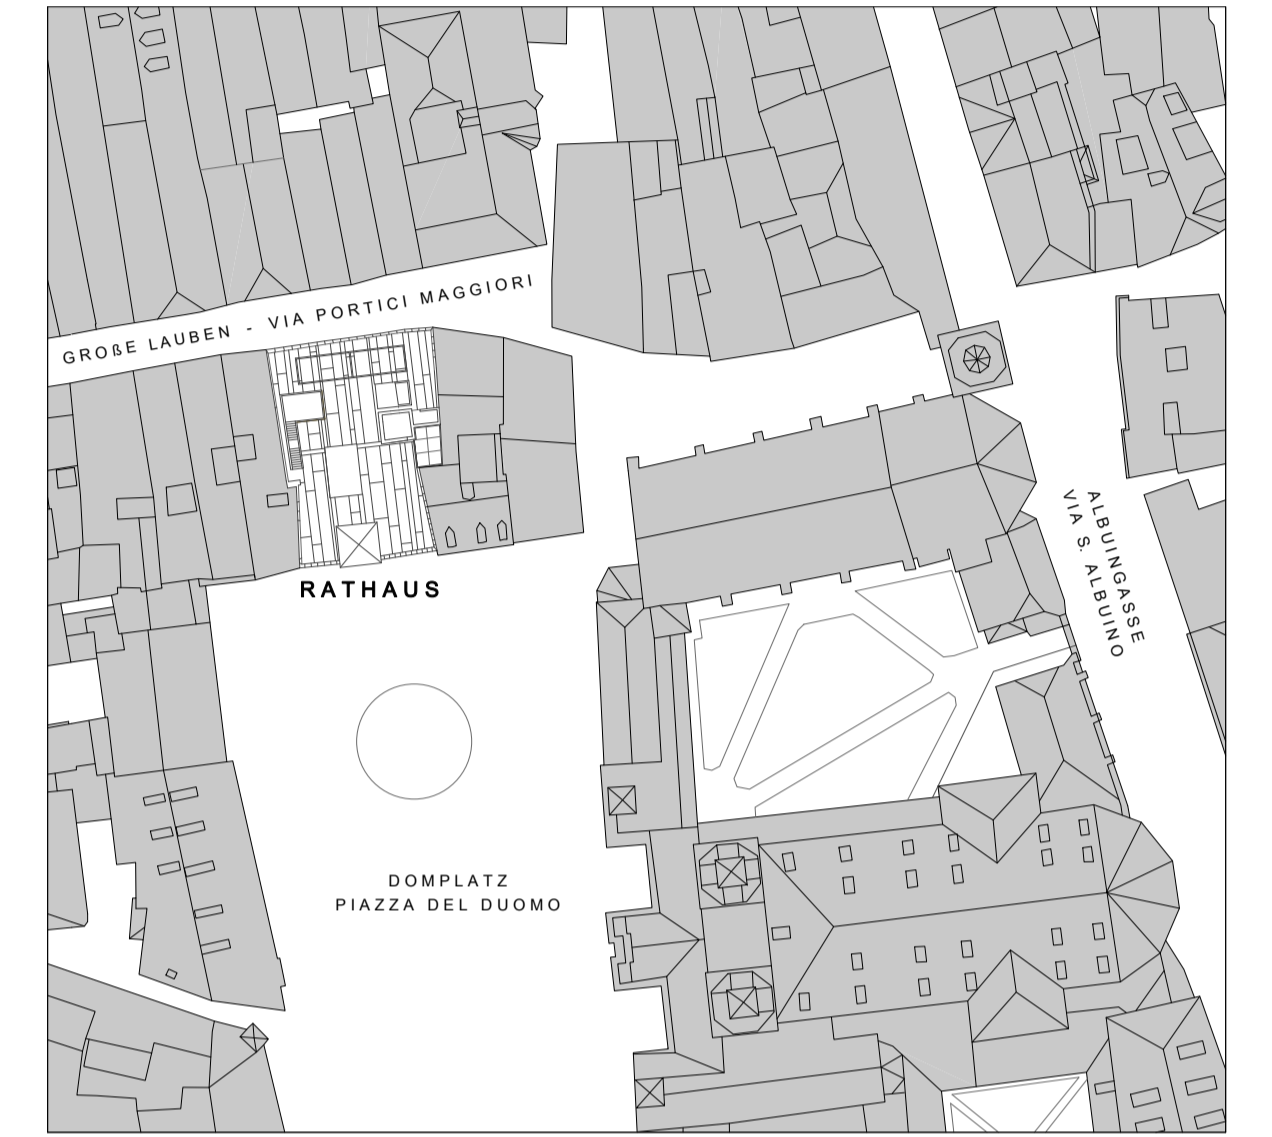 GROßE LAUBEN - VIA PORTICI MAGGIORI
RATHAUS
ALBUINGASSE
VIA S. ALBUINO
DOMPLATZ
PIAZZA DEL DUOMO